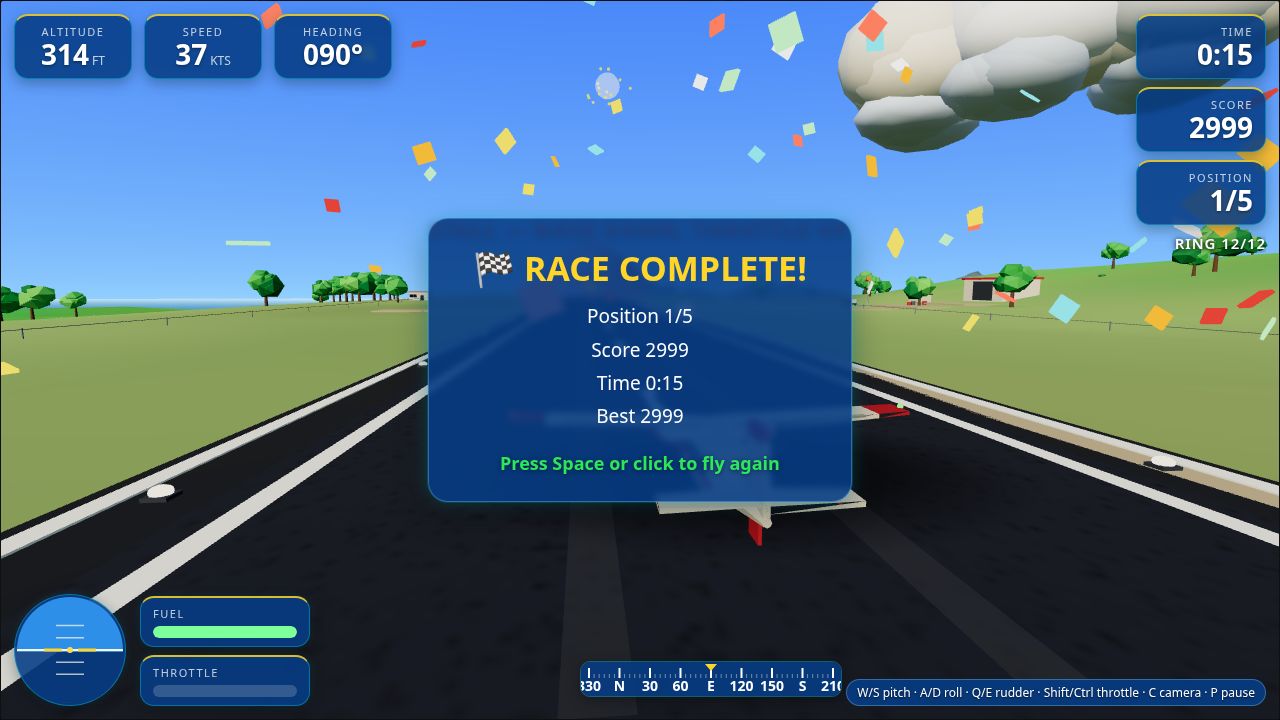 ALTITUDE
314 FT
SPEED
37 KTS
HEADING
090°
TIME
0:15
SCORE
2999
POSITION
1/5
RING 12/12
RACE COMPLETE!
Position 1/5
Score 2999
Time 0:15
Best 2999
Press Space or click to fly again
FUEL
THROTTLE
330 N 30 60 E 120 150 S 210
W/S pitch · A/D roll · Q/E rudder · Shift/Ctrl throttle · C camera · P pause